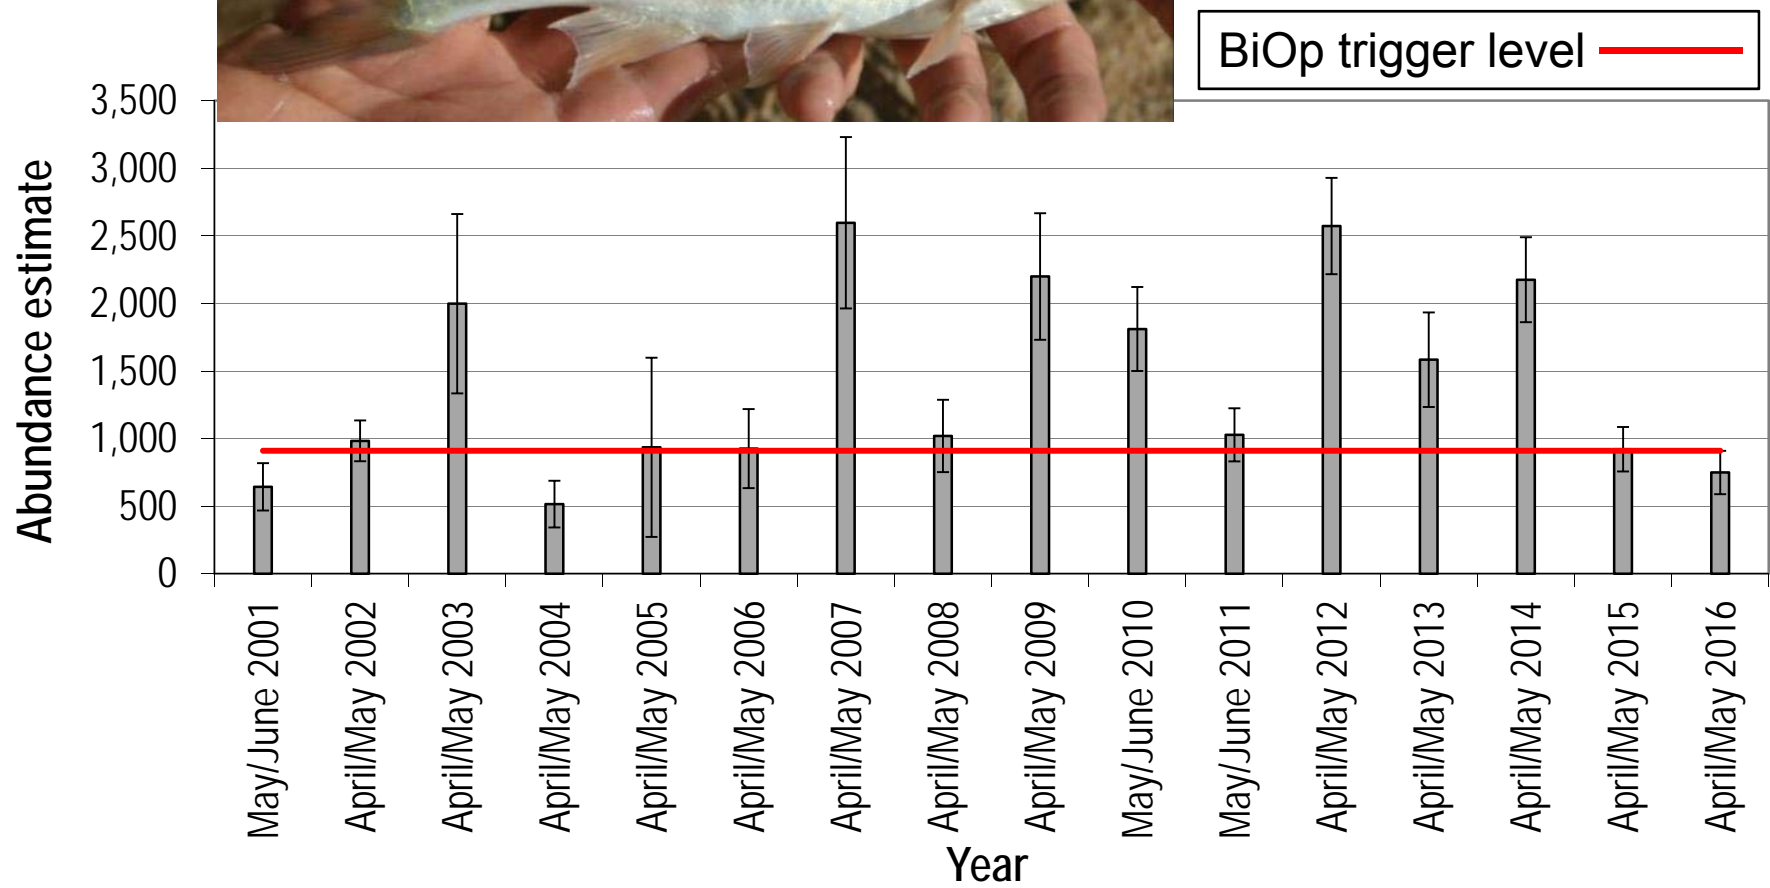 BiOp trigger level
3,500
3,000
2,500
2,000
1,500
1,000
500
0
Abundance estimate
May/June 2001
April/May 2002
April/May 2003
April/May 2004
April/May 2005
April/May 2006
April/May 2007
April/May 2008
April/May 2009
May/June 2010
May/June 2011
April/May 2012
April/May 2013
April/May 2014
April/May 2015
April/May 2016
Year